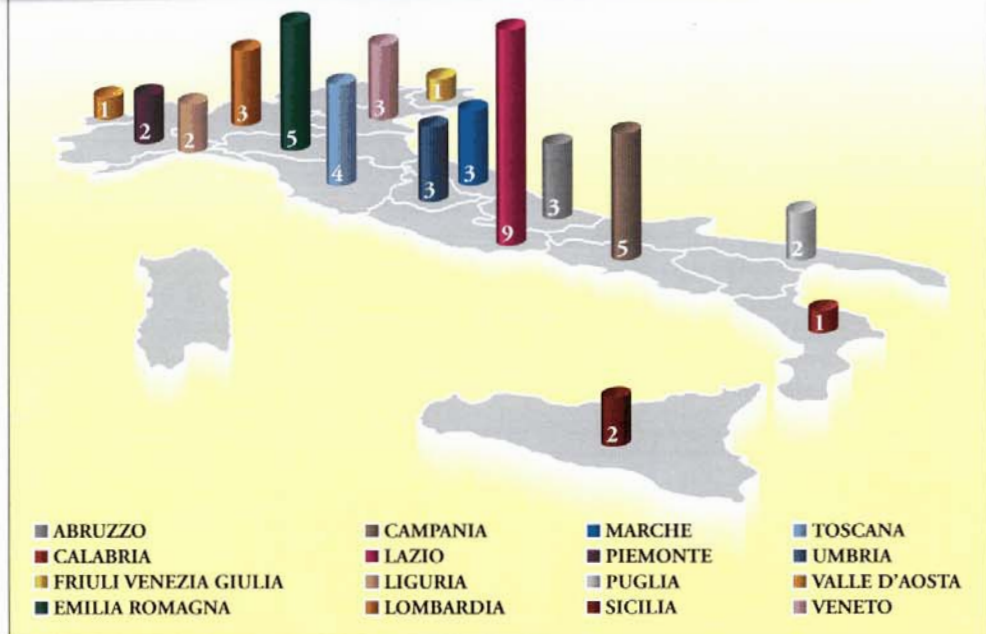 1
2
2
3
5
4
3
1
3
3
9
3
5
2
1
2
ABRUZZO
CALABRIA
FRIULI VENEZIA GIULIA
EMILIA ROMAGNA
CAMPANIA
LAZIO
LIGURIA
LOMBARDIA
MARCHE
PIEMONTE
PUGLIA
SICILIA
TOSCANA
UMBRIA
VALLE D'AOSTA
VENETO